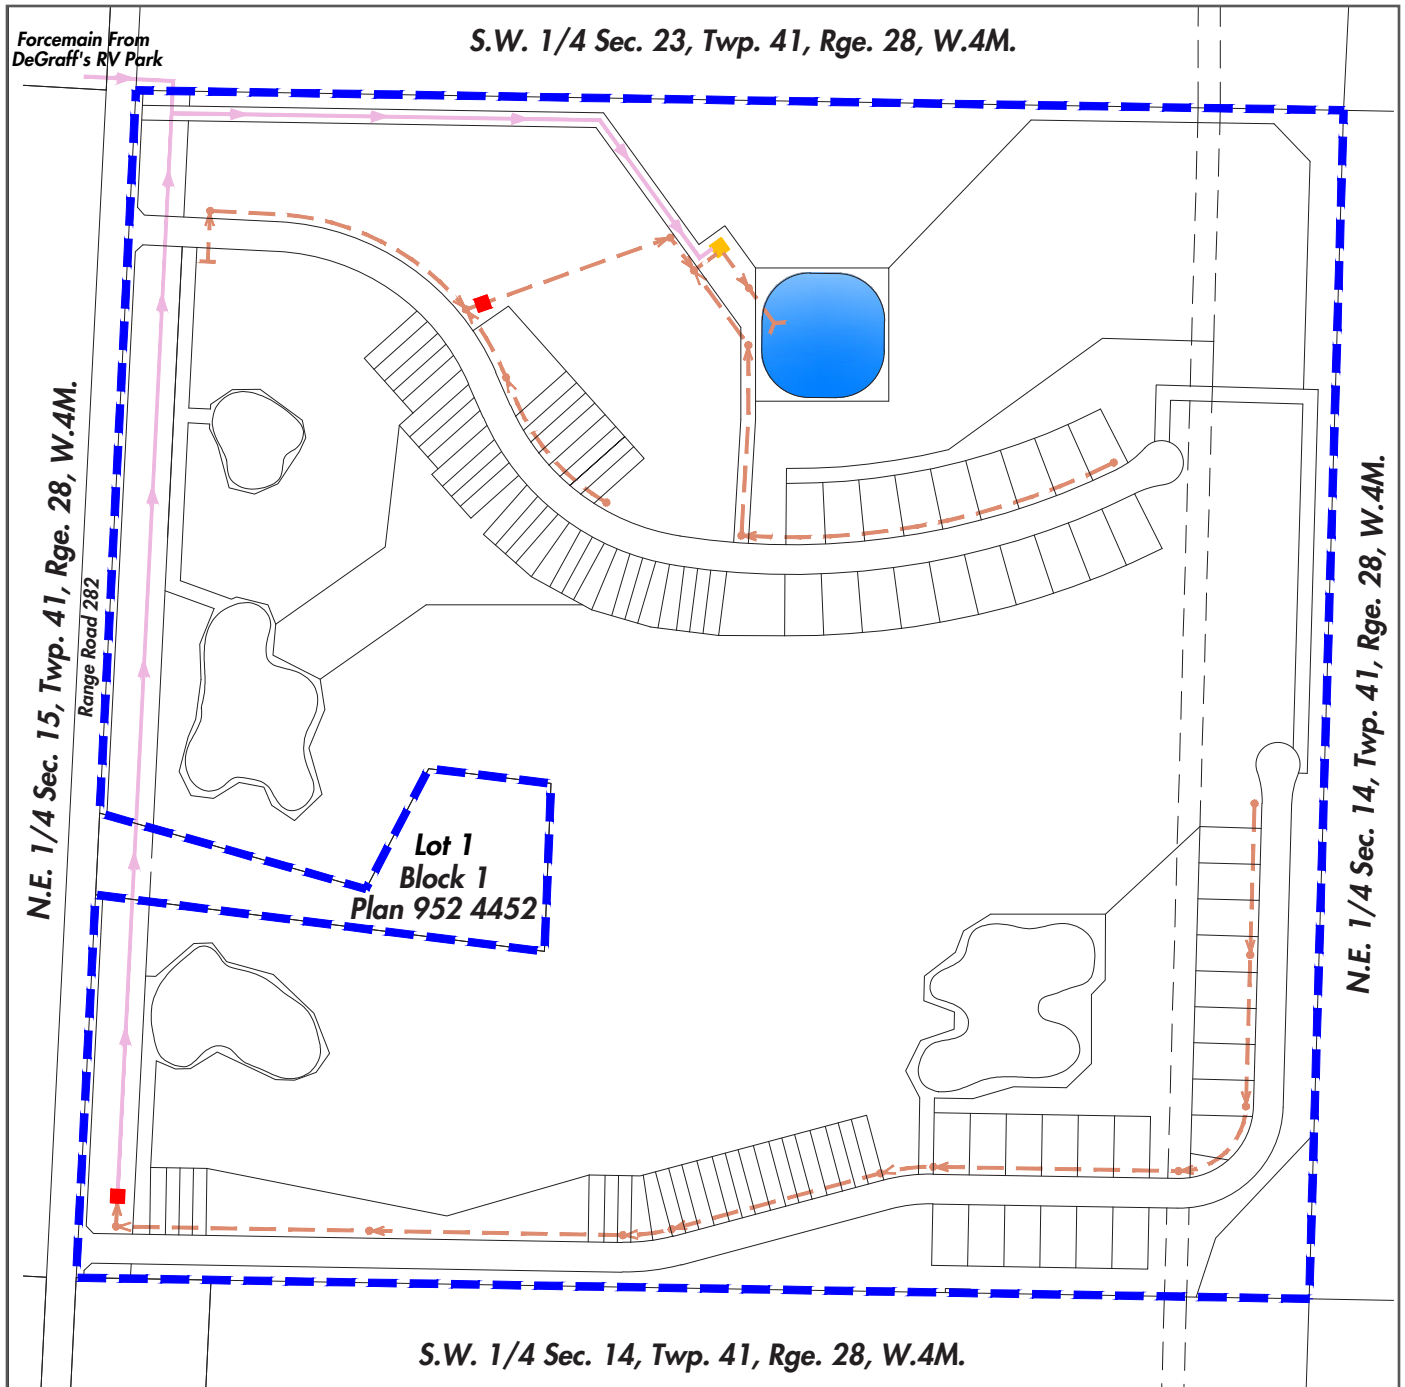 Forcemain From
DeGraff's RV Park
S.W. 1/4 Sec. 23, Twp. 41, Rge. 28, W.4M.
N.E. 1/4 Sec. 15, Twp. 41, Rge. 28, W.4M.
Range Road 282
N.E. 1/4 Sec. 14, Twp. 41, Rge. 28, W.4M.
Lot 1
Block 1
Plan 952 4452
S.W. 1/4 Sec. 14, Twp. 41, Rge. 28, W.4M.